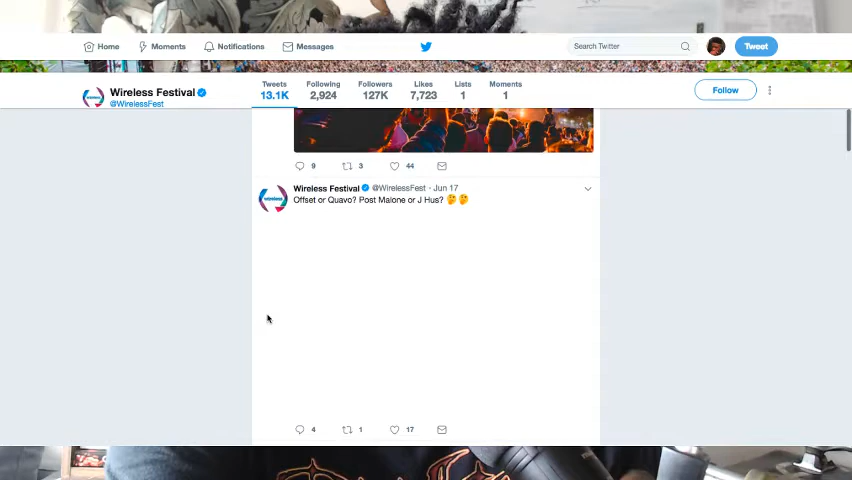 Home Moments Notifications Messages Search Twitter Tweet
Wireless Festival
@WirelessFest
Tweets Following Followers Likes Lists Moments
13.1K 2,924 127K 7,723 1 1
Follow
9 3 44
Wireless Festival @WirelessFest · Jun 17
Offset or Quavo? Post Malone or J Hus? 🤔 🤔
wireless
4 1 17